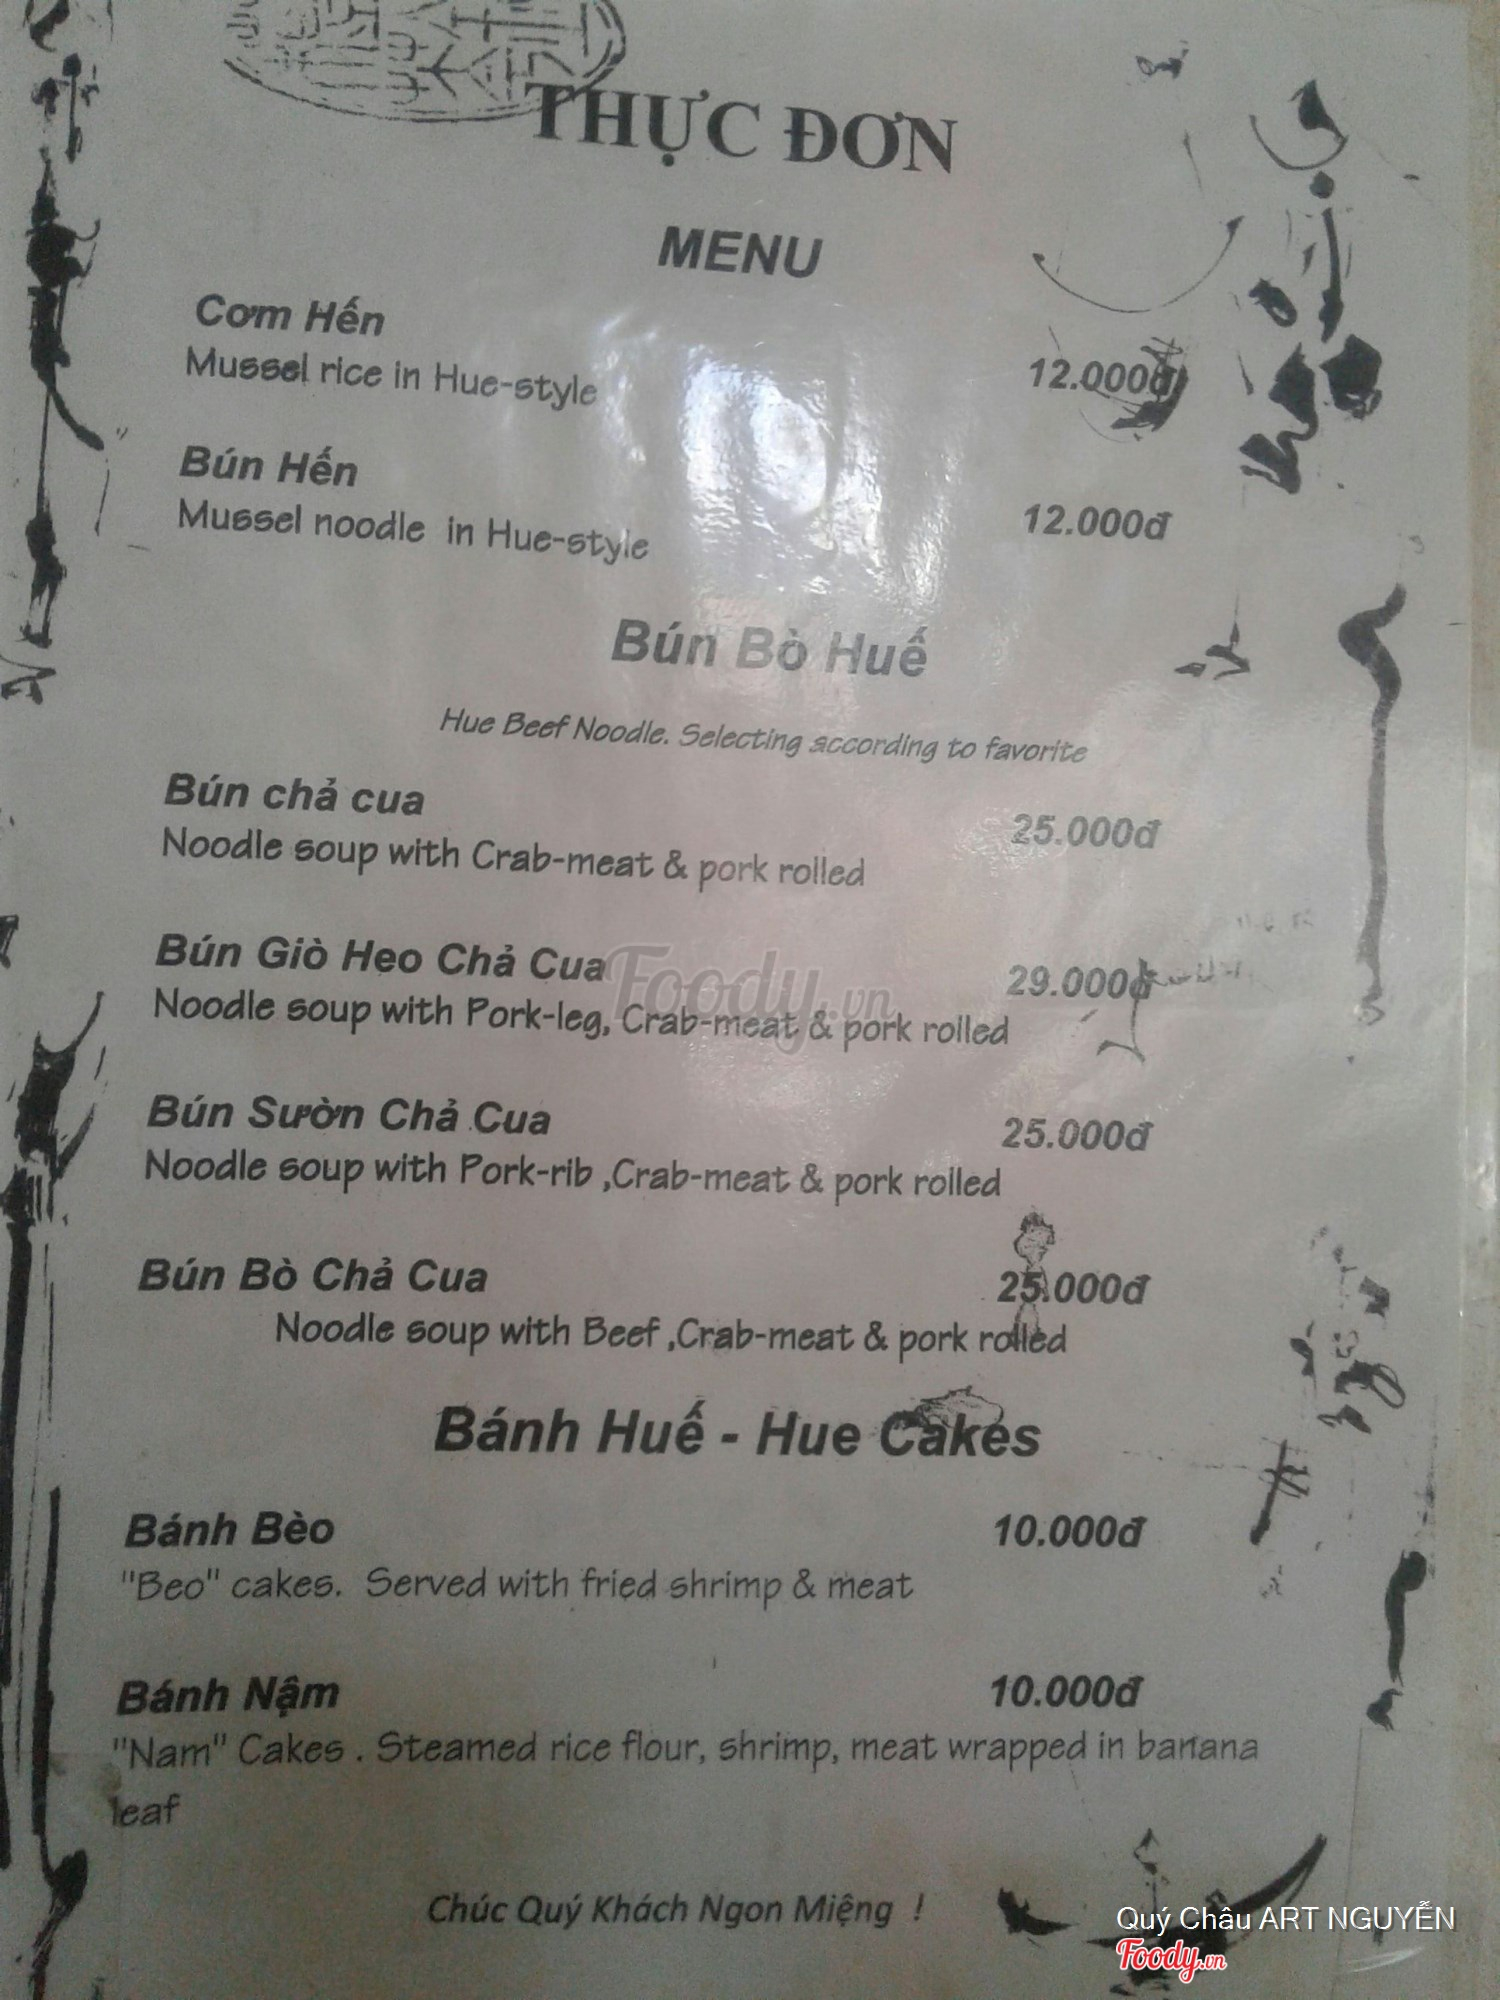 THỰC ĐƠN
MENU
Cơm Hến
Mussel rice in Hue-style
12.000đ
Bún Hến
Mussel noodle in Hue-style
12.000đ
Bún Bò Huế
Hue Beef Noodle. Selecting according to favorite
Bún chả cua
25.000đ
Noodle soup with Crab-meat & pork rolled
Bún Giò Heo Chả Cua
29.000đ
Noodle soup with Pork-leg, Crab-meat & pork rolled
Bún Sườn Chả Cua
25.000đ
Noodle soup with Pork-rib ,Crab-meat & pork rolled
Bún Bò Chả Cua
25.000đ
Noodle soup with Beef ,Crab-meat & pork rolled
Bánh Huế - Hue Cakes
Bánh Bèo
10.000đ
"Beo" cakes. Served with fried shrimp & meat
Bánh Nậm
10.000đ
"Nam" Cakes . Steamed rice flour, shrimp, meat wrapped in banana
leaf
Chúc Quý Khách Ngon Miệng !
Foody.vn
Quý Châu ART NGUYỄN
Foody.vn